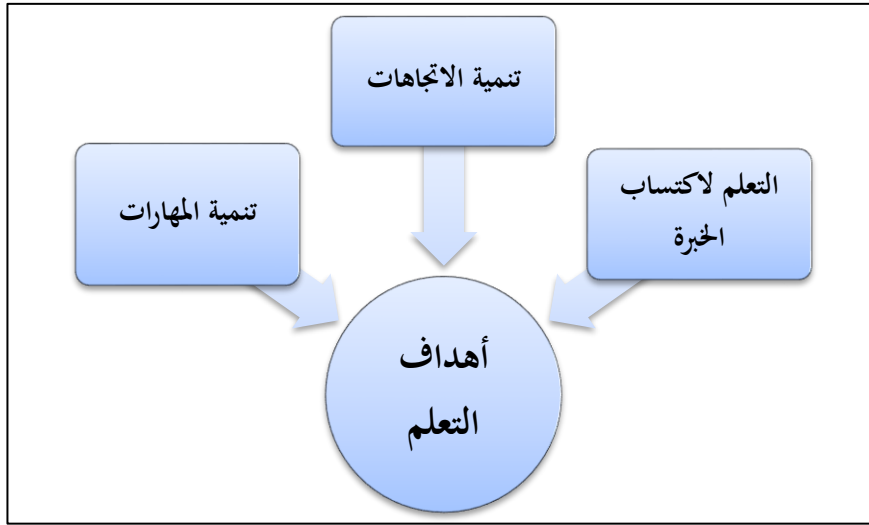 تنمية الاتجاهات
التعلم لاكتساب
الخبرة
تنمية المهارات
أهداف
التعلم